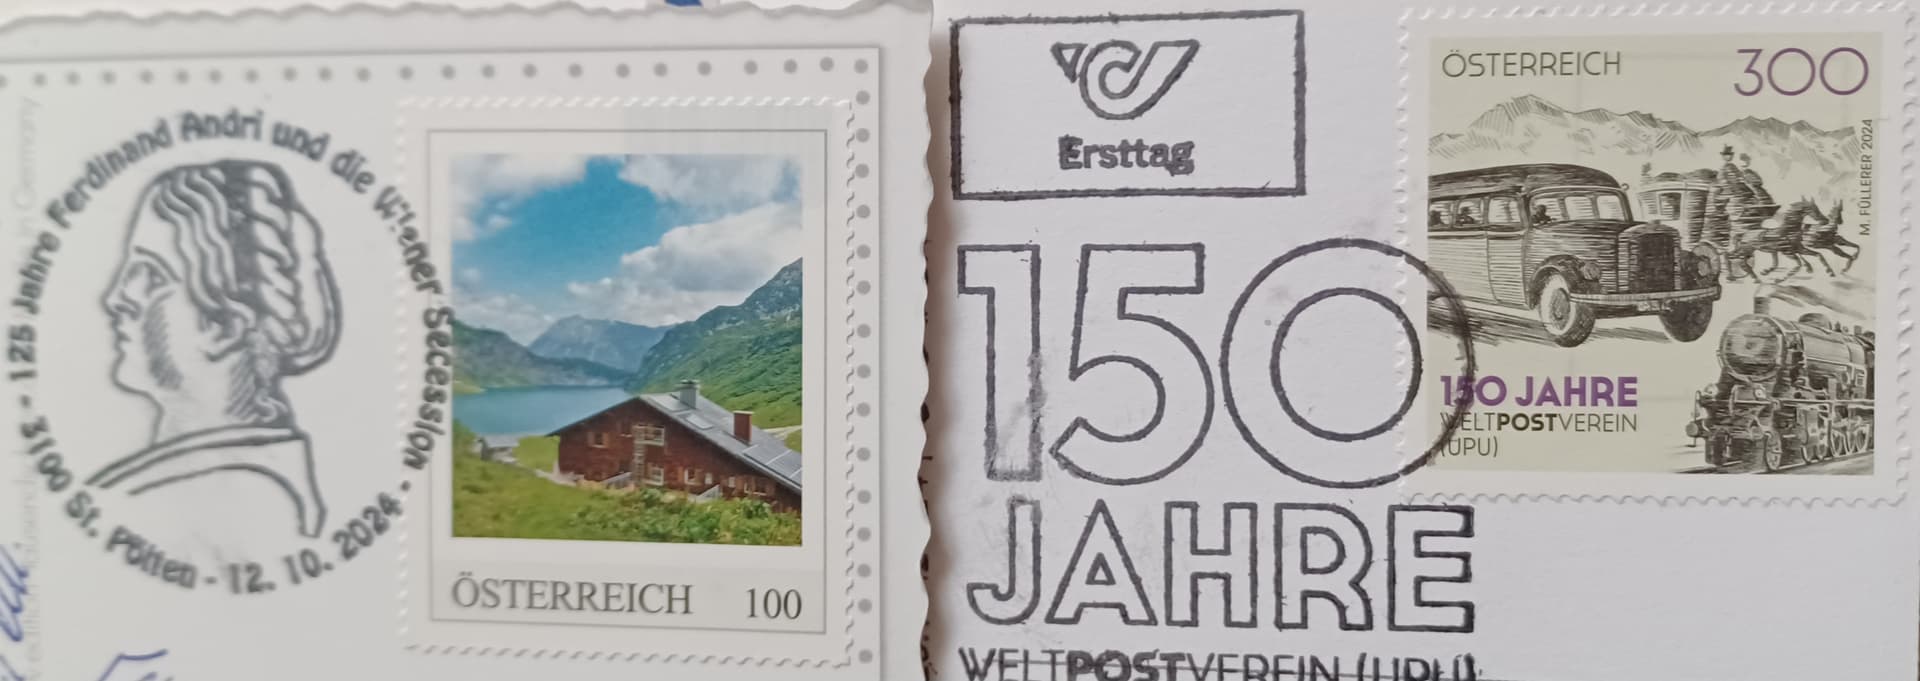 125 Jahre Ferdinand Andri und die Wiener Secession - 3100 St. Pölten - 12. 10. 2024 -
ÖSTERREICH 100
Ersttag
150
JAHRE
WELTPOSTVEREIN (UPU)
ÖSTERREICH 300
M. FÜLLERER 2024
150 JAHRE
WELTPOSTVEREIN
(UPU)